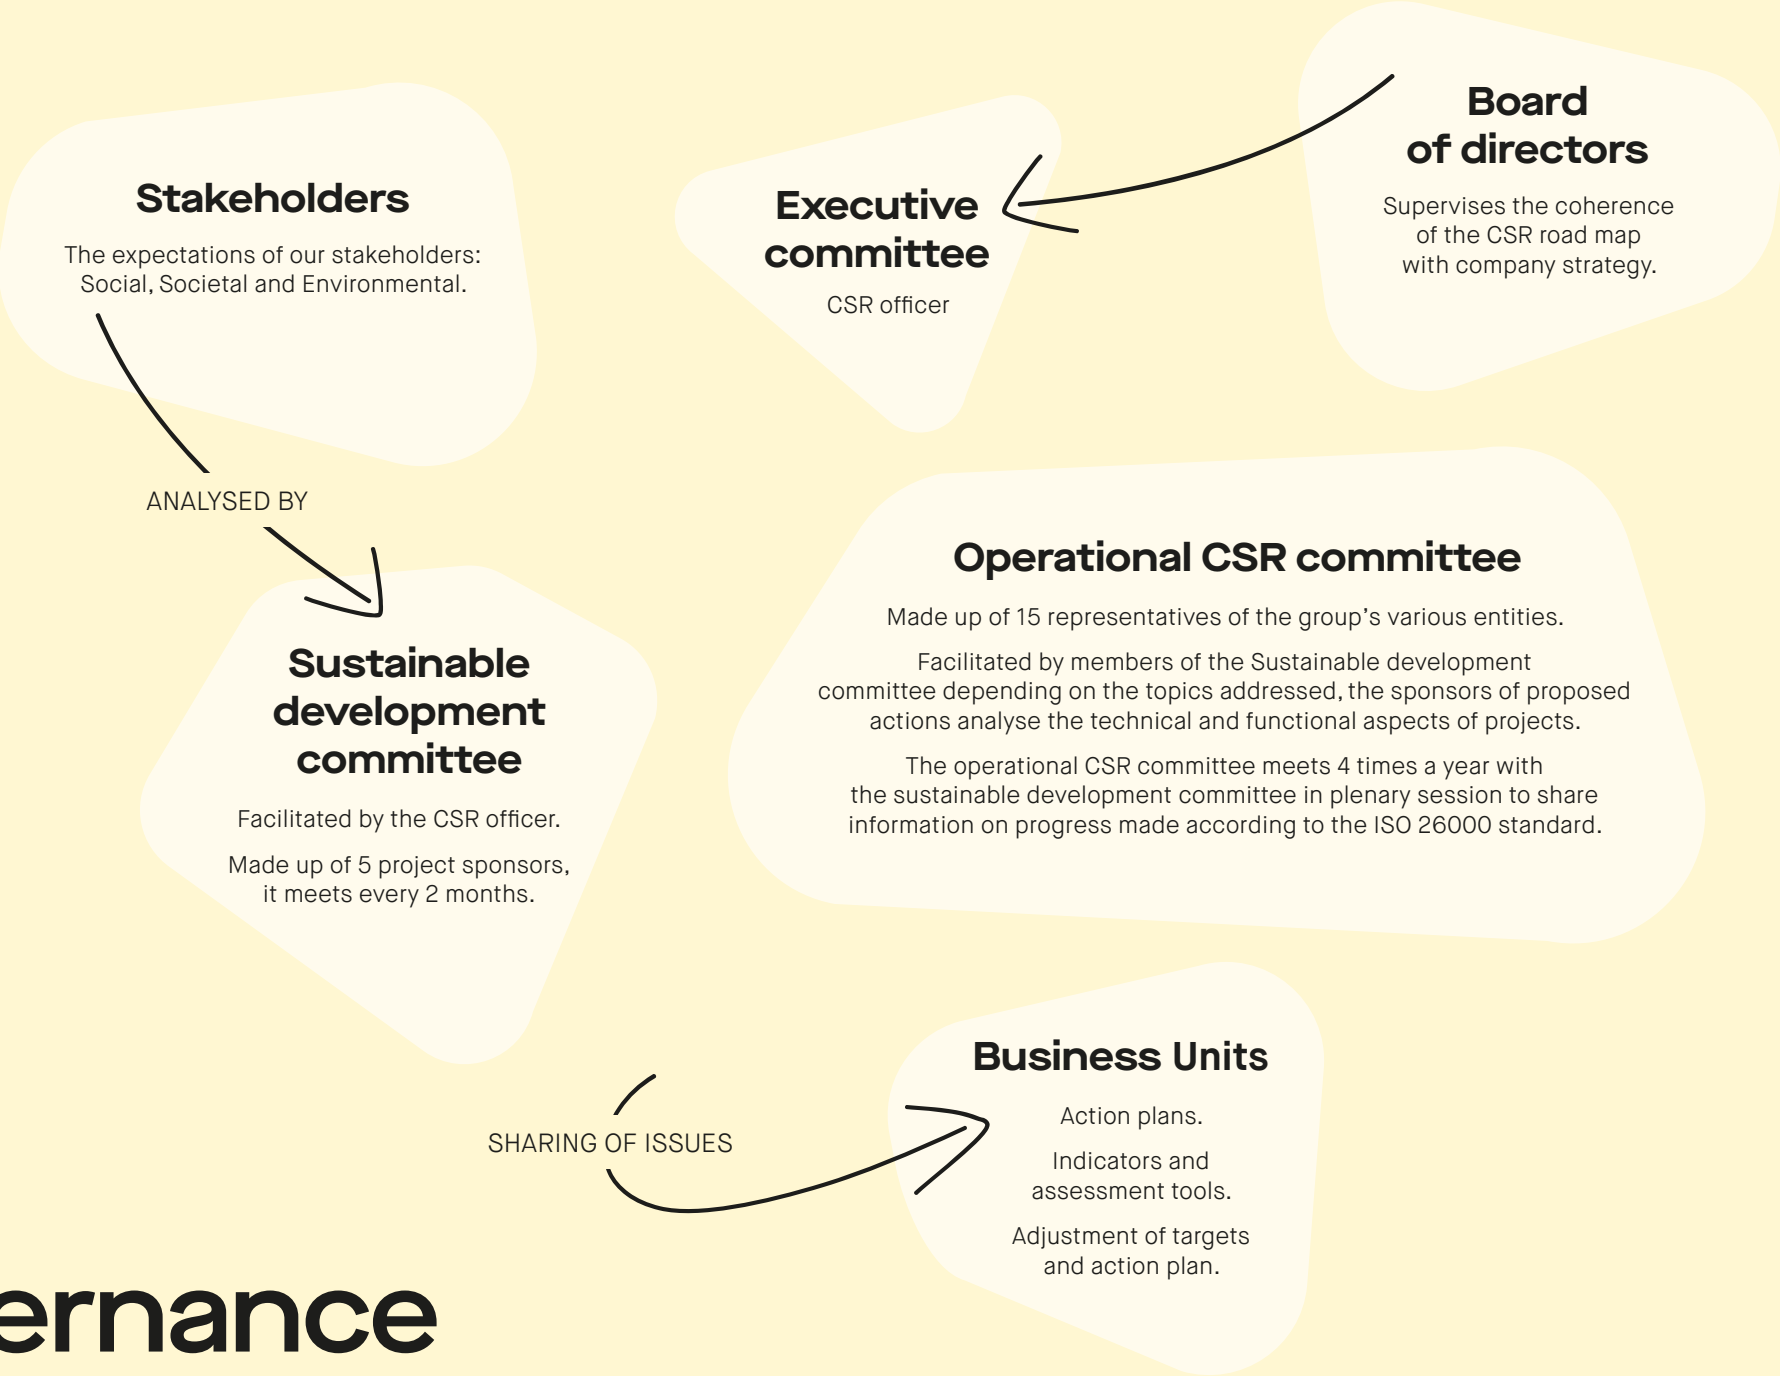 Stakeholders
The expectations of our stakeholders:
Social, Societal and Environmental.
ANALYSED BY
Sustainable
development
committee
Facilitated by the CSR officer.
Made up of 5 project sponsors,
it meets every 2 months.
Executive
committee
CSR officer
Board
of directors
Supervises the coherence
of the CSR road map
with company strategy.
Operational CSR committee
Made up of 15 representatives of the group's various entities.
Facilitated by members of the Sustainable development
committee depending on the topics addressed, the sponsors of proposed
actions analyse the technical and functional aspects of projects.
The operational CSR committee meets 4 times a year with
the sustainable development committee in plenary session to share
information on progress made according to the ISO 26000 standard.
SHARING OF ISSUES
Business Units
Action plans.
Indicators and
assessment tools.
Adjustment of targets
and action plan.
ernance